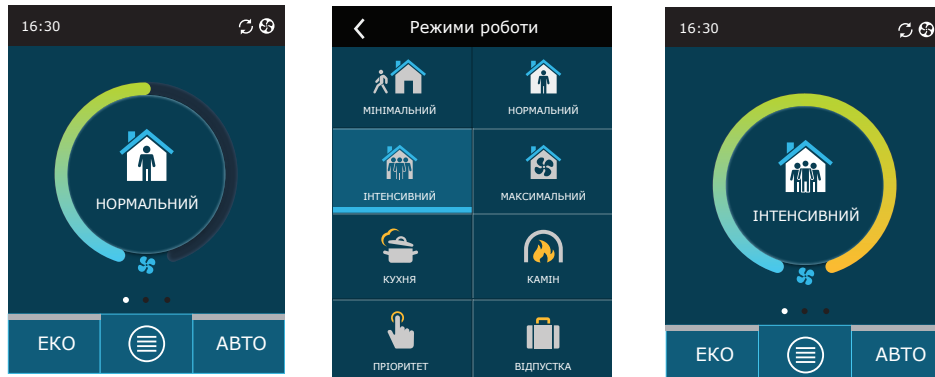 16:30
НОРМАЛЬНИЙ
ЕКО
АВТО
Режими роботи
МІНІМАЛЬНИЙ
НОРМАЛЬНИЙ
ІНТЕНСИВНИЙ
МАКСИМАЛЬНИЙ
КУХНЯ
КАМІН
ПРІОРИТЕТ
ВІДПУСТКА
16:30
ІНТЕНСИВНИЙ
ЕКО
АВТО